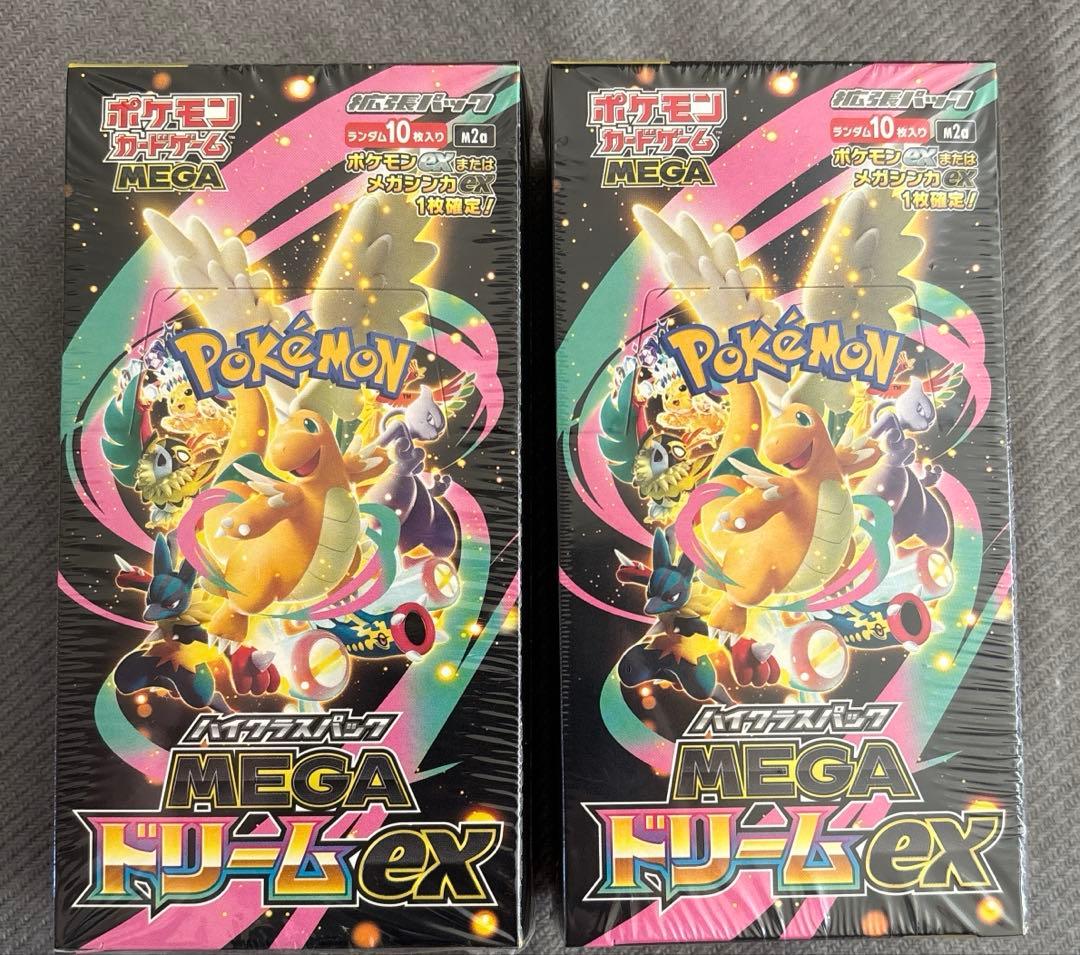 ポケモン
カードゲーム
MEGA
拡張パック
ランダム10枚入り M2a
ポケモンexまたは
メガシンカex
1枚確定!
POKéMON
ハイクラスパック
MEGA
ドリームex
ポケモン
カードゲーム
MEGA
拡張パック
ランダム10枚入り M2a
ポケモンexまたは
メガシンカex
1枚確定!
POKéMON
ハイクラスパック
MEGA
ドリームex